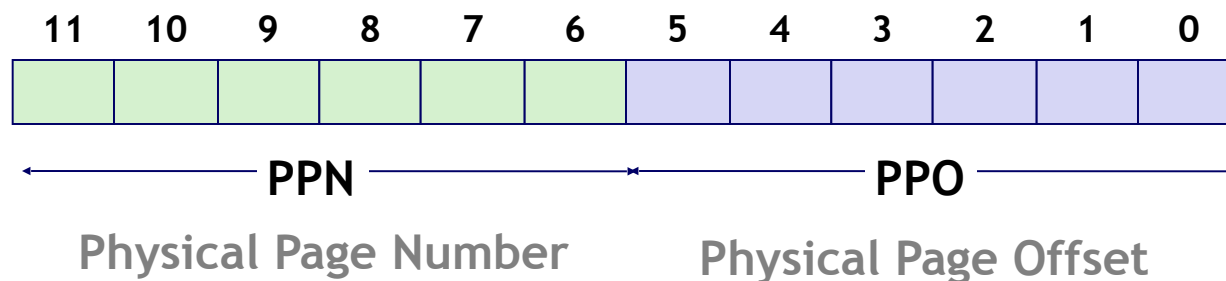 11 10 9 8 7 6 5 4 3 2 1 0
PPN PPO
Physical Page Number Physical Page Offset